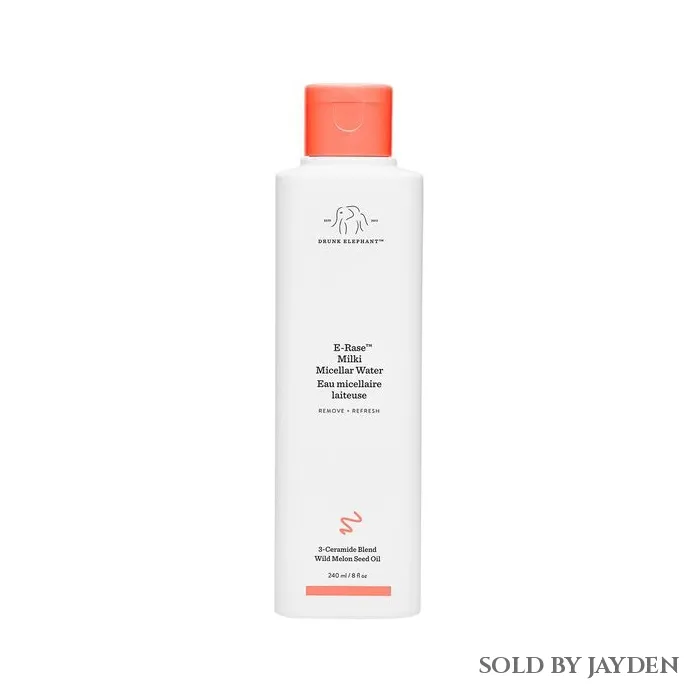 DRUNK ELEPHANT™
E-Rase™
Milki
Micellar Water
Eau micellaire
laiteuse
REMOVE + REFRESH
3-Ceramide Blend
Wild Melon Seed Oil
240 ml / 8 fl oz
SOLD BY JAYDEN